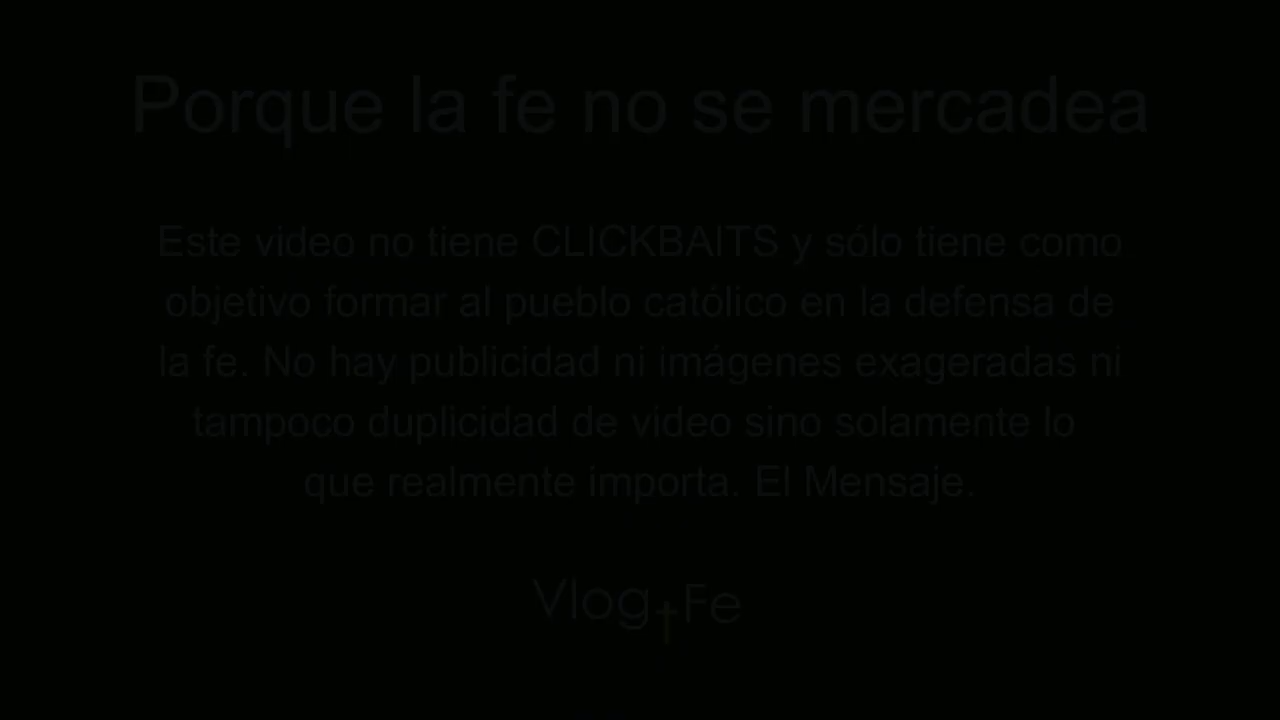 Porque la fe no se mercadea
Este video no tiene CLICKBAITS y sólo tiene como
objetivo formar al pueblo católico en la defensa de
la fe. No hay publicidad ni imágenes exageradas ni
tampoco duplicidad de video sino solamente lo
que realmente importa. El Mensaje.
Vlog Fe